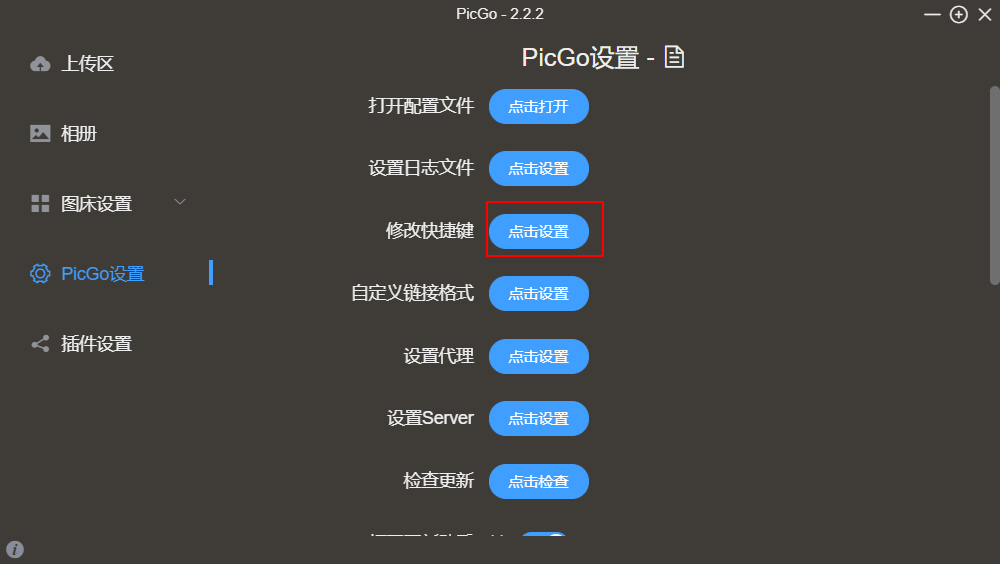 PicGo - 2.2.2
上传区
相册
图床设置
PicGo设置
插件设置
PicGo设置 -
打开配置文件 点击打开
设置日志文件 点击设置
修改快捷键 点击设置
自定义链接格式 点击设置
设置代理 点击设置
设置Server 点击设置
检查更新 点击检查